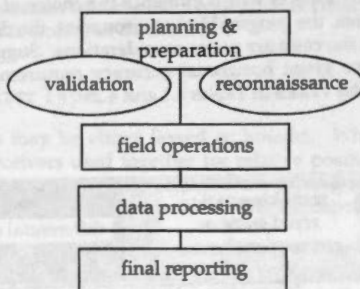 planning &
preparation
validation
reconnaissance
field operations
data processing
final reporting